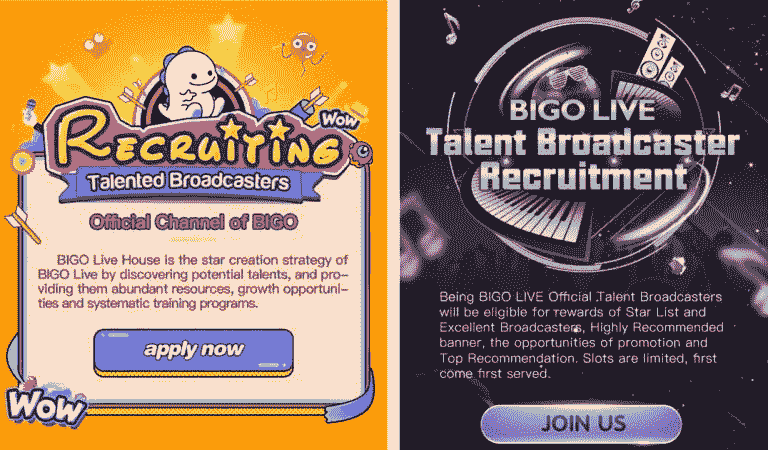 Wow
RECRUITING
Talented Broadcasters
Official Channel of BIGO
BIGO Live House is the star creation strategy of
BIGO Live by discovering potential talents, and pro-
viding them abundant resources, growth opportuni-
ties and systematic training programs.
apply now
Wow
BIGO LIVE
Talent Broadcaster
Recruitment
Being BIGO LIVE Official Talent Broadcasters
will be eligible for rewards of Star List and
Excellent Broadcasters, Highly Recommended
banner, the opportunities of promotion and
Top Recommendation. Slots are limited, first
come first served.
JOIN US